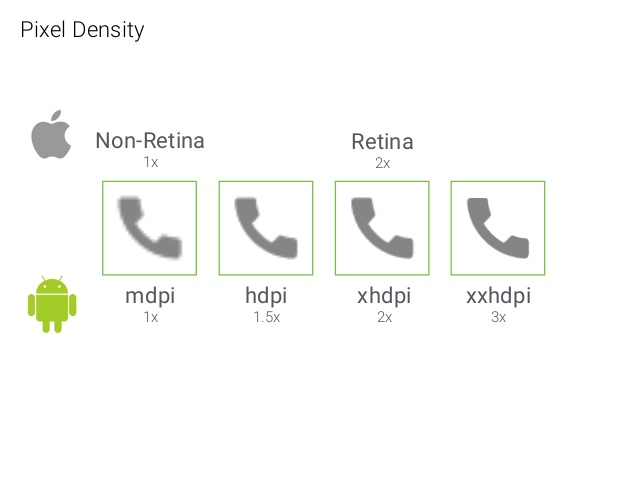 Pixel Density
Non-Retina
1x
Retina
2x
mdpi
1x
hdpi
1.5x
xhdpi
2x
xxhdpi
3x